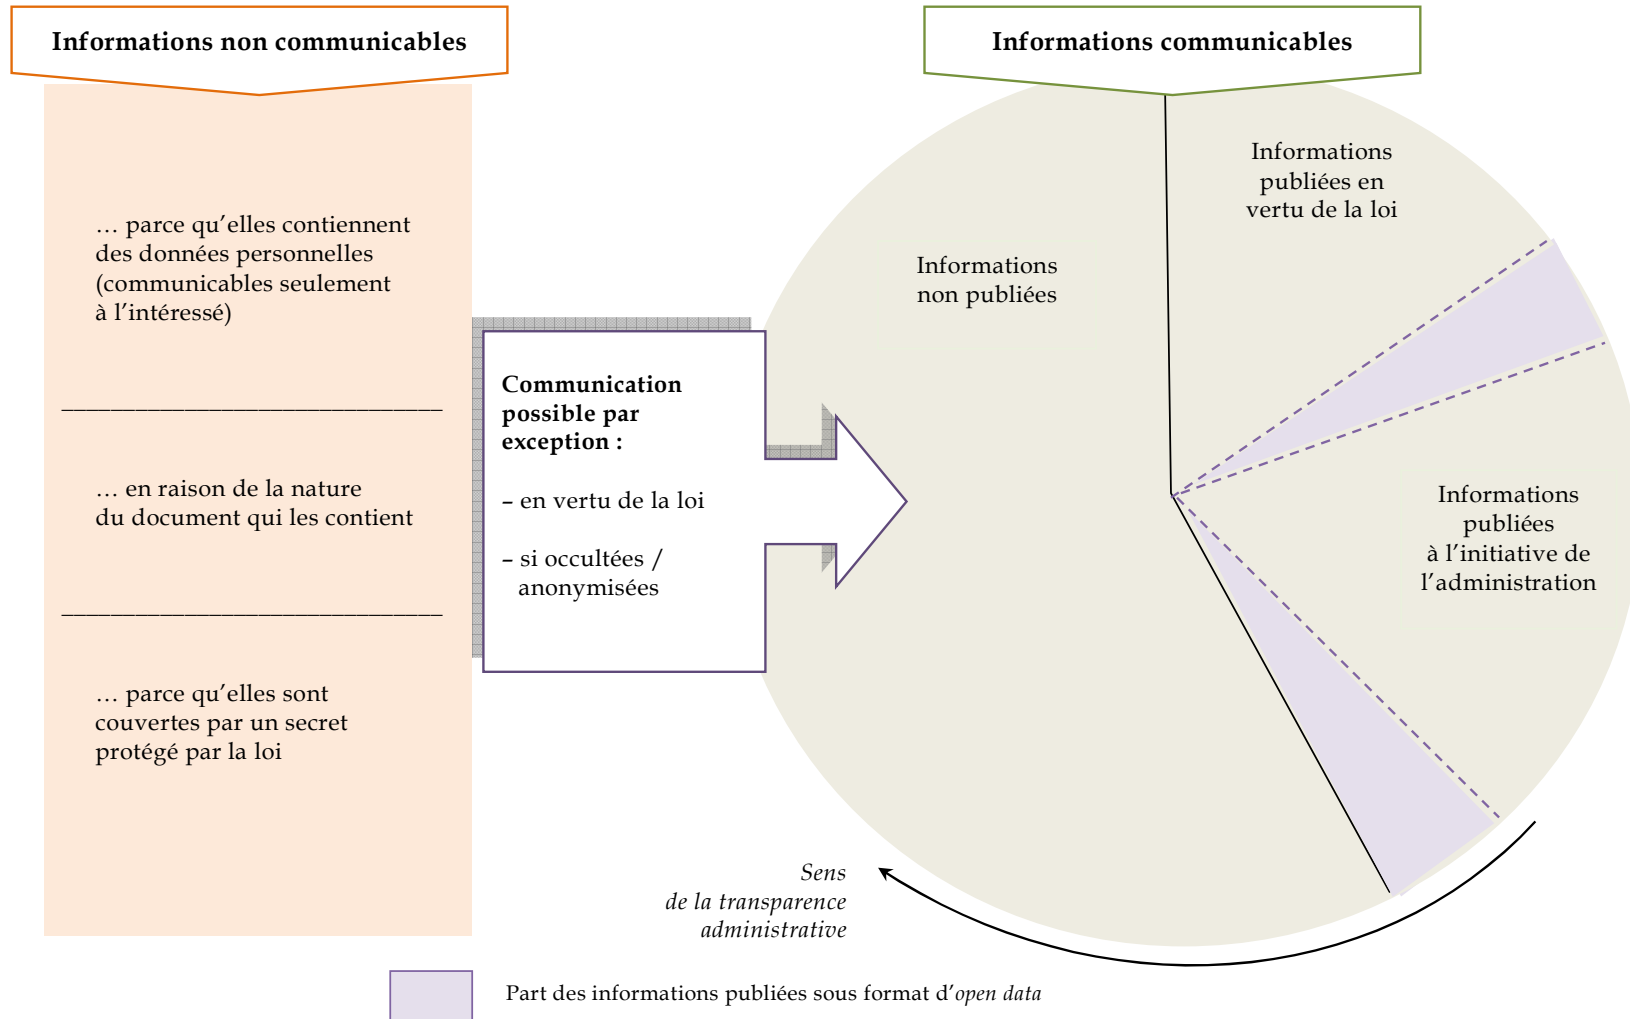 Informations non communicables
… parce qu’elles contiennent
des données personnelles
(communicables seulement
à l’intéressé)
… en raison de la nature
du document qui les contient
… parce qu’elles sont
couvertes par un secret
protégé par la loi
Communication
possible par
exception :
– en vertu de la loi
– si occultées /
anonymisées
Informations communicables
Informations
non publiées
Informations
publiées en
vertu de la loi
Informations
publiées
à l’initiative de
l’administration
Sens
de la transparence
administrative
Part des informations publiées sous format d’open data